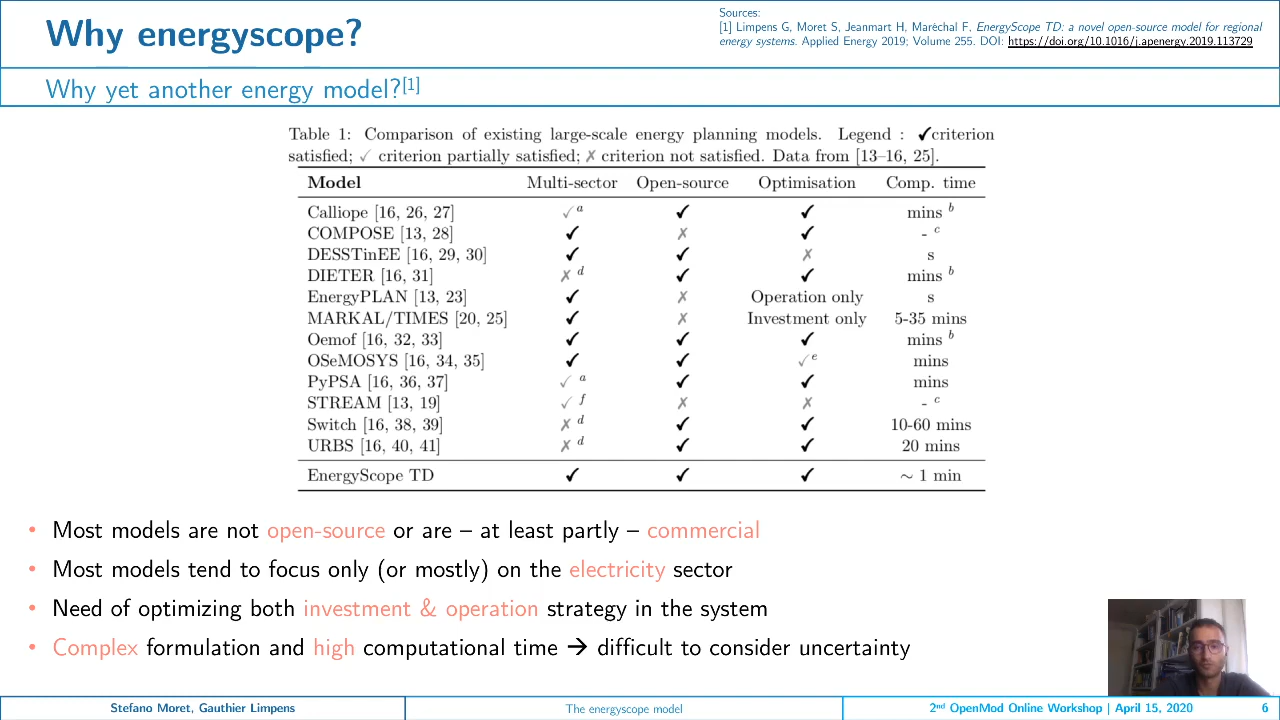 Why energyscope?
Sources:
[1] Limpens G, Moret S, Jeanmart H, Maréchal F, EnergyScope TD: a novel open-source model for regional
energy systems. Applied Energy 2019; Volume 255. DOI: https://doi.org/10.1016/j.apenergy.2019.113729
Why yet another energy model?[1]
Table 1: Comparison of existing large-scale energy planning models. Legend : ✓criterion
satisfied; ✓ criterion partially satisfied; ✗ criterion not satisfied. Data from [13–16, 25].
Model Multi-sector Open-source Optimisation Comp. time
Calliope [16, 26, 27] ✓ a ✓ ✓ mins b
COMPOSE [13, 28] ✓ ✗ ✓ - c
DESSTinEE [16, 29, 30] ✓ ✓ ✗ s
DIETER [16, 31] ✗ d ✓ ✓ mins b
EnergyPLAN [13, 23] ✓ ✗ Operation only s
MARKAL/TIMES [20, 25] ✓ ✗ Investment only 5-35 mins
Oemof [16, 32, 33] ✓ ✓ ✓ mins b
OSeMOSYS [16, 34, 35] ✓ ✓ ✓ e mins
PyPSA [16, 36, 37] ✓ a ✓ ✓ mins
STREAM [13, 19] ✓ f ✗ ✗ - c
Switch [16, 38, 39] ✗ d ✓ ✓ 10-60 mins
URBS [16, 40, 41] ✗ d ✓ ✓ 20 mins
EnergyScope TD ✓ ✓ ✓ ∼ 1 min
• Most models are not open-source or are – at least partly – commercial
• Most models tend to focus only (or mostly) on the electricity sector
• Need of optimizing both investment & operation strategy in the system
• Complex formulation and high computational time → difficult to consider uncertainty
Stefano Moret, Gauthier Limpens
The energyscope model
2nd OpenMod Online Workshop | April 15, 2020 6